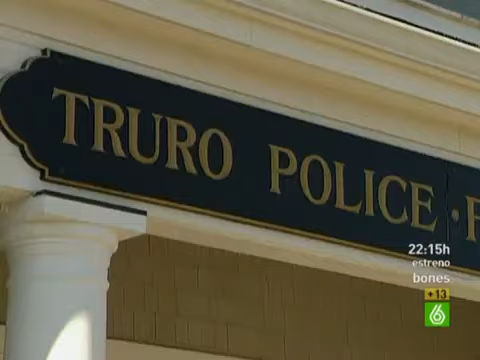 TRURO POLICE · F
22:15h
estreno
bones
+13
6